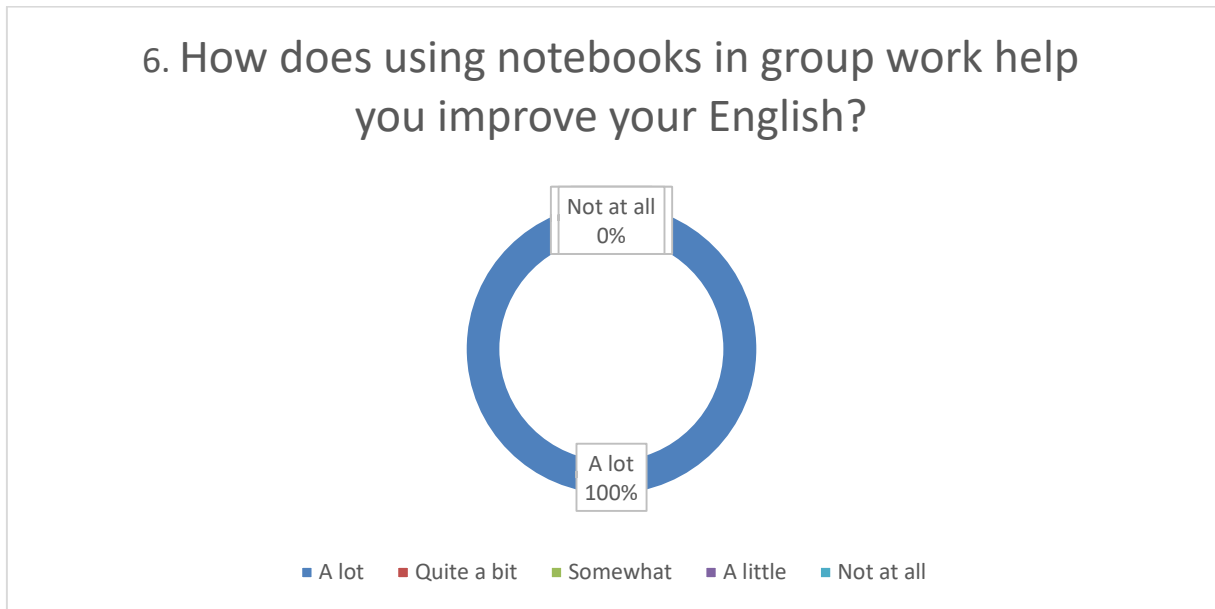 6. How does using notebooks in group work help
you improve your English?
Not at all
0%
A lot
100%
A lot Quite a bit Somewhat A little Not at all